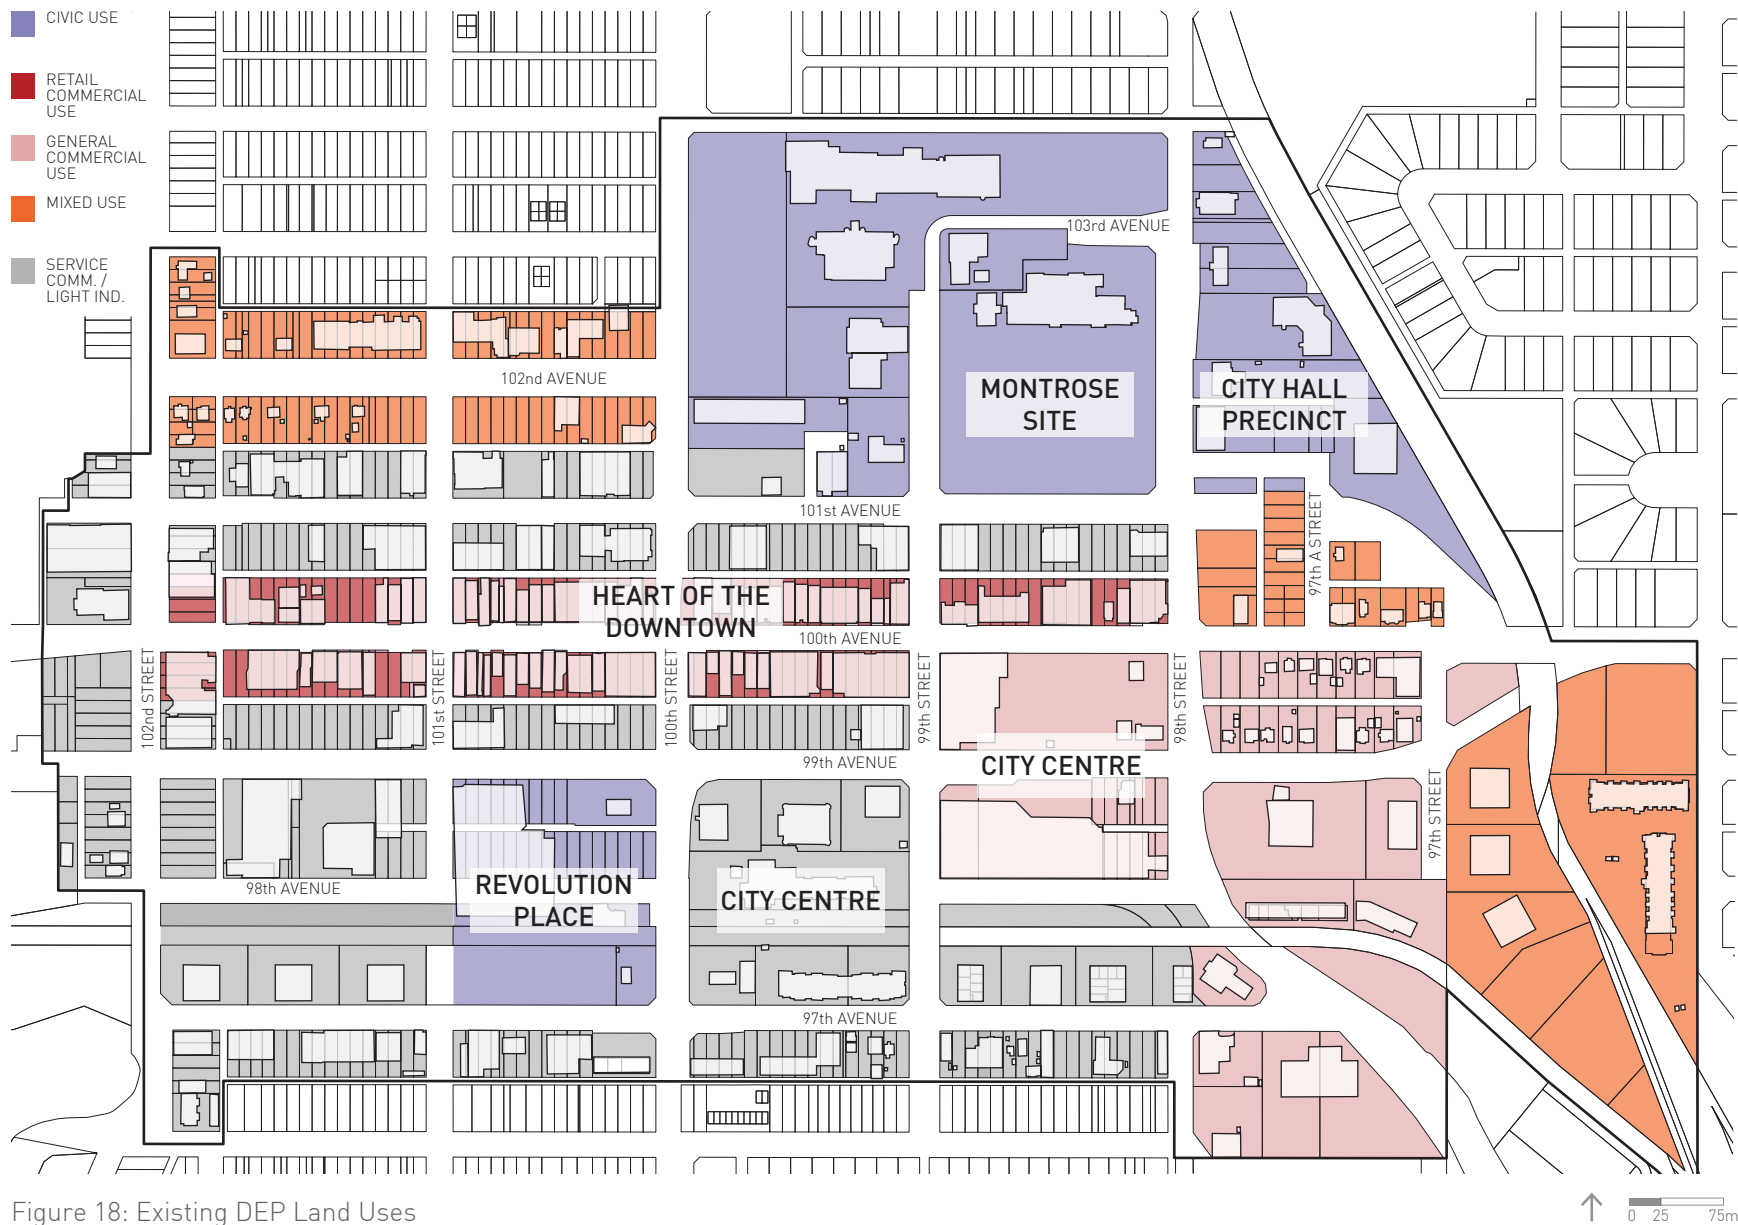 CIVIC USE
RETAIL
COMMERCIAL
USE
GENERAL
COMMERCIAL
USE
MIXED USE
SERVICE
COMM. /
LIGHT IND.
103rd AVENUE
102nd AVENUE
MONTROSE
SITE
CITY HALL
PRECINCT
101st AVENUE
97th A STREET
HEART OF THE
DOWNTOWN
100th AVENUE
102nd STREET
101st STREET
100th STREET
99th STREET
98th STREET
99th AVENUE
CITY CENTRE
97th STREET
98th AVENUE
REVOLUTION
PLACE
CITY CENTRE
97th AVENUE
Figure 18: Existing DEP Land Uses
0 25 75m